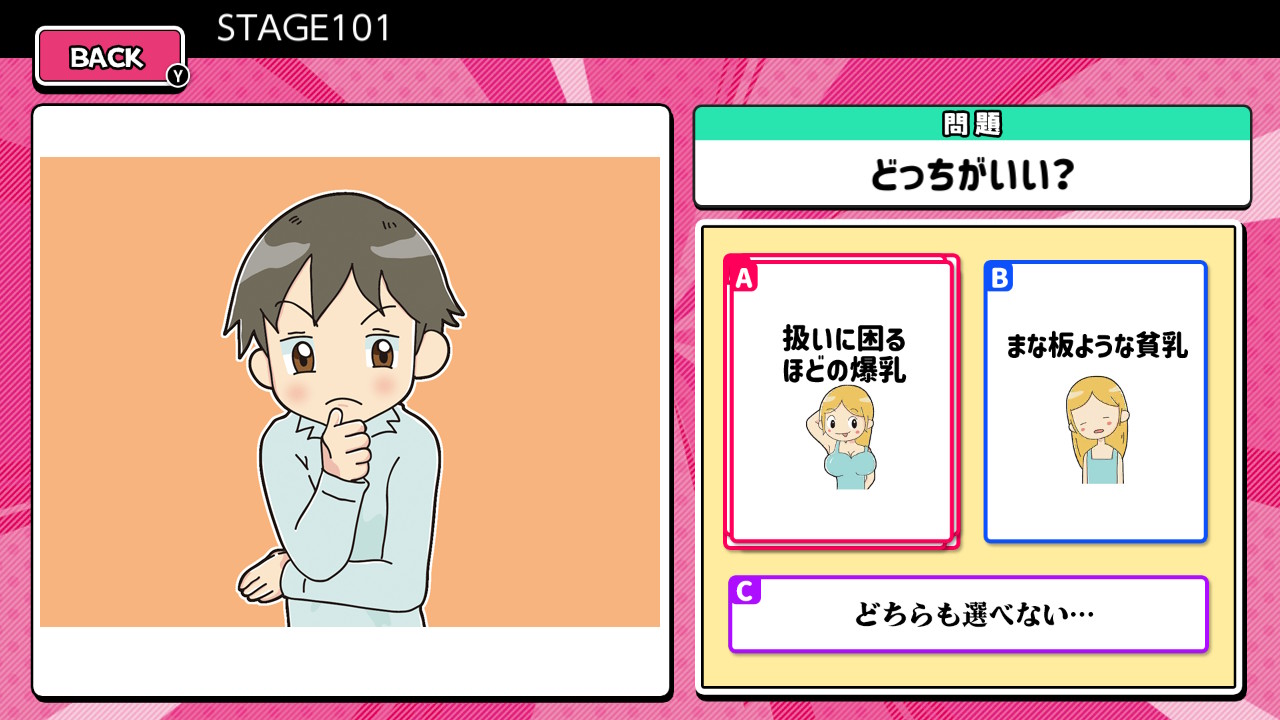 STAGE101
BACK
Y
問題
どっちがいい?
A
扱いに困る
ほどの爆乳
B
まな板ような貧乳
C
どちらも選べない…